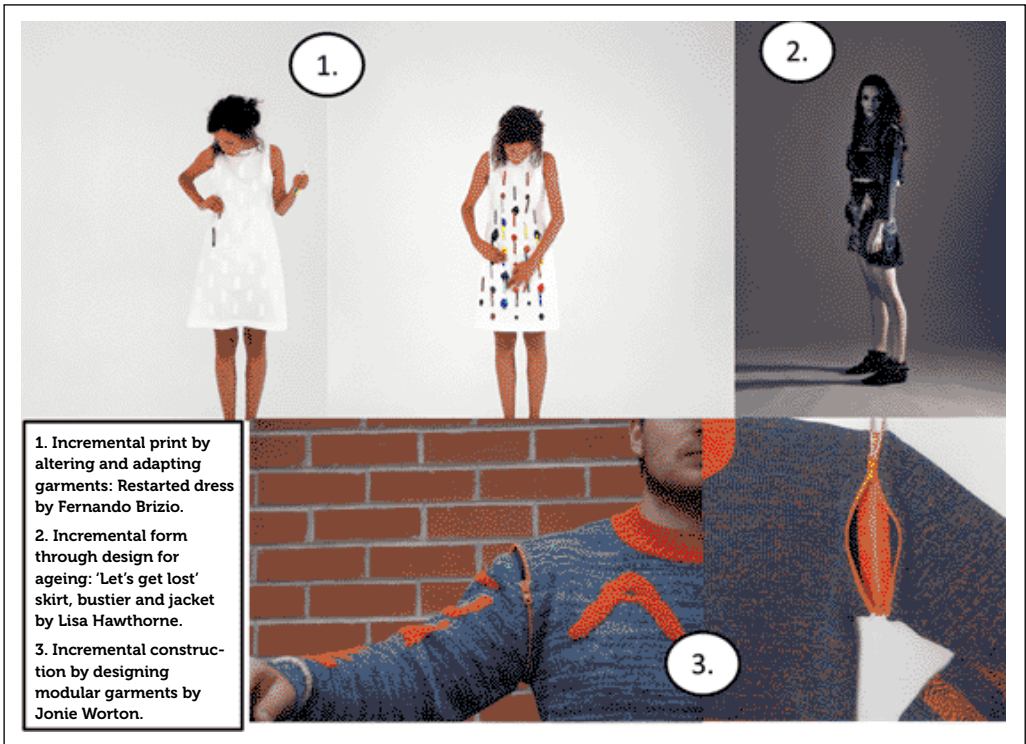 1.
2.
1. Incremental print by
altering and adapting
garments: Restarted dress
by Fernando Brizio.
2. Incremental form
through design for
ageing: ‘Let’s get lost’
skirt, bustier and jacket
by Lisa Hawthorne.
3. Incremental construc-
tion by designing
modular garments by
Jonie Worton.
3.